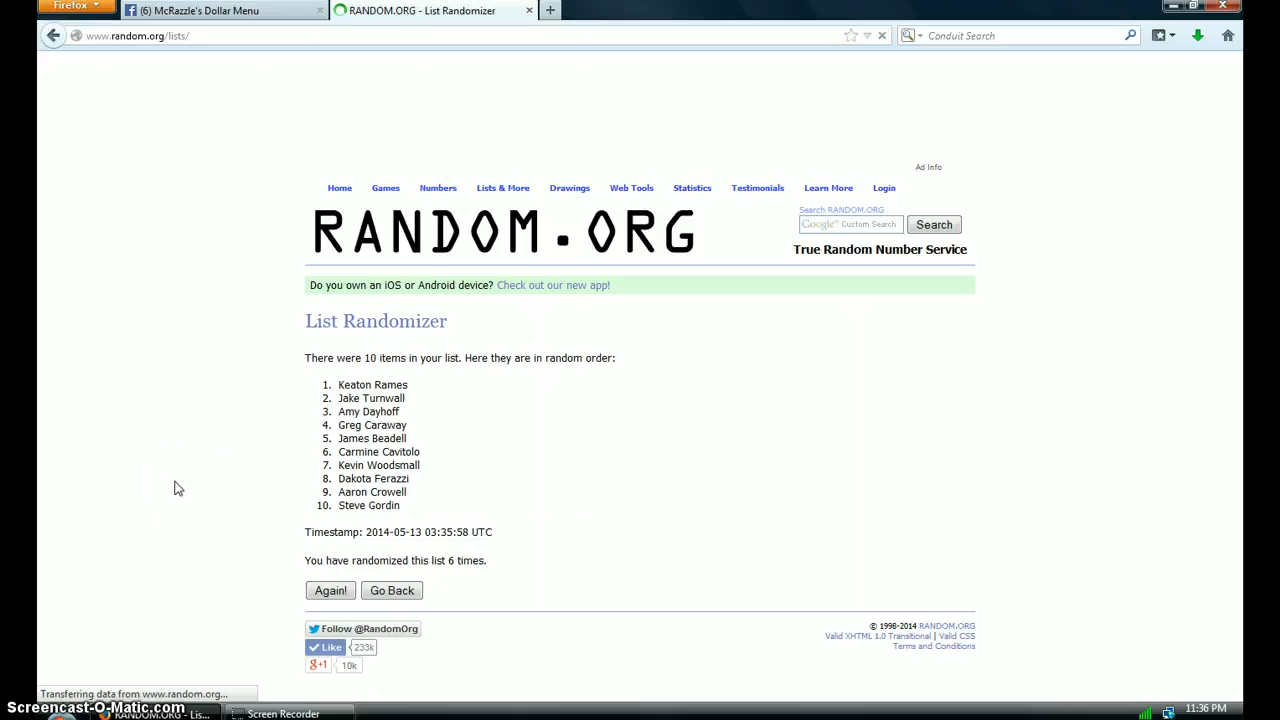 Firefox
(6) McRazzle's Dollar Menu
RANDOM.ORG - List Randomizer
www.random.org/lists/
Conduit Search
Ad Info
Home Games Numbers Lists & More Drawings Web Tools Statistics Testimonials Learn More Login
RANDOM.ORG
Search RANDOM.ORG
Google Custom Search
Search
True Random Number Service
Do you own an iOS or Android device? Check out our new app!
List Randomizer
There were 10 items in your list. Here they are in random order:
1. Keaton Rames
2. Jake Turnwall
3. Amy Dayhoff
4. Greg Caraway
5. James Beadell
6. Carmine Cavitolo
7. Kevin Woodsmall
8. Dakota Ferazzi
9. Aaron Crowell
10. Steve Gordin
Timestamp: 2014-05-13 03:35:58 UTC
You have randomized this list 6 times.
Again! Go Back
Follow @RandomOrg
Like 233k
g+1 10k
© 1998-2014 RANDOM.ORG
Valid XHTML 1.0 Transitional | Valid CSS
Terms and Conditions
Transferring data from www.random.org...
Screencast-O-Matic.com
RANDOM.ORG - Lis...
Screen Recorder
11:36 PM